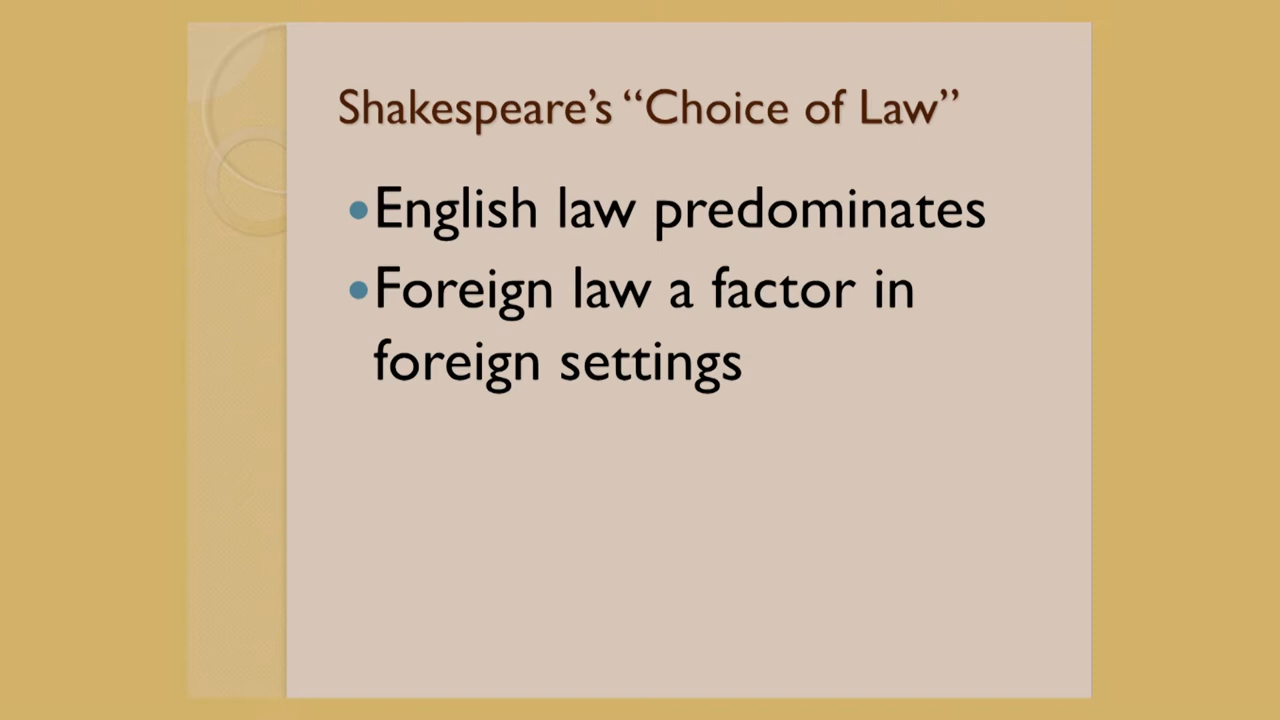 Shakespeare’s “Choice of Law”
•English law predominates
•Foreign law a factor in
foreign settings